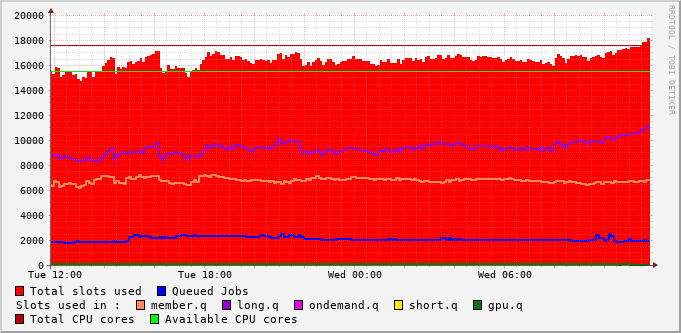 20000
18000
16000
14000
12000
10000
8000
6000
4000
2000
0
Tue 12:00 Tue 18:00 Wed 00:00 Wed 06:00
RRDTOOL / TOBI OETIKER
Total slots used Queued Jobs
Slots used in : member.q long.q ondemand.q short.q gpu.q
Total CPU cores Available CPU cores